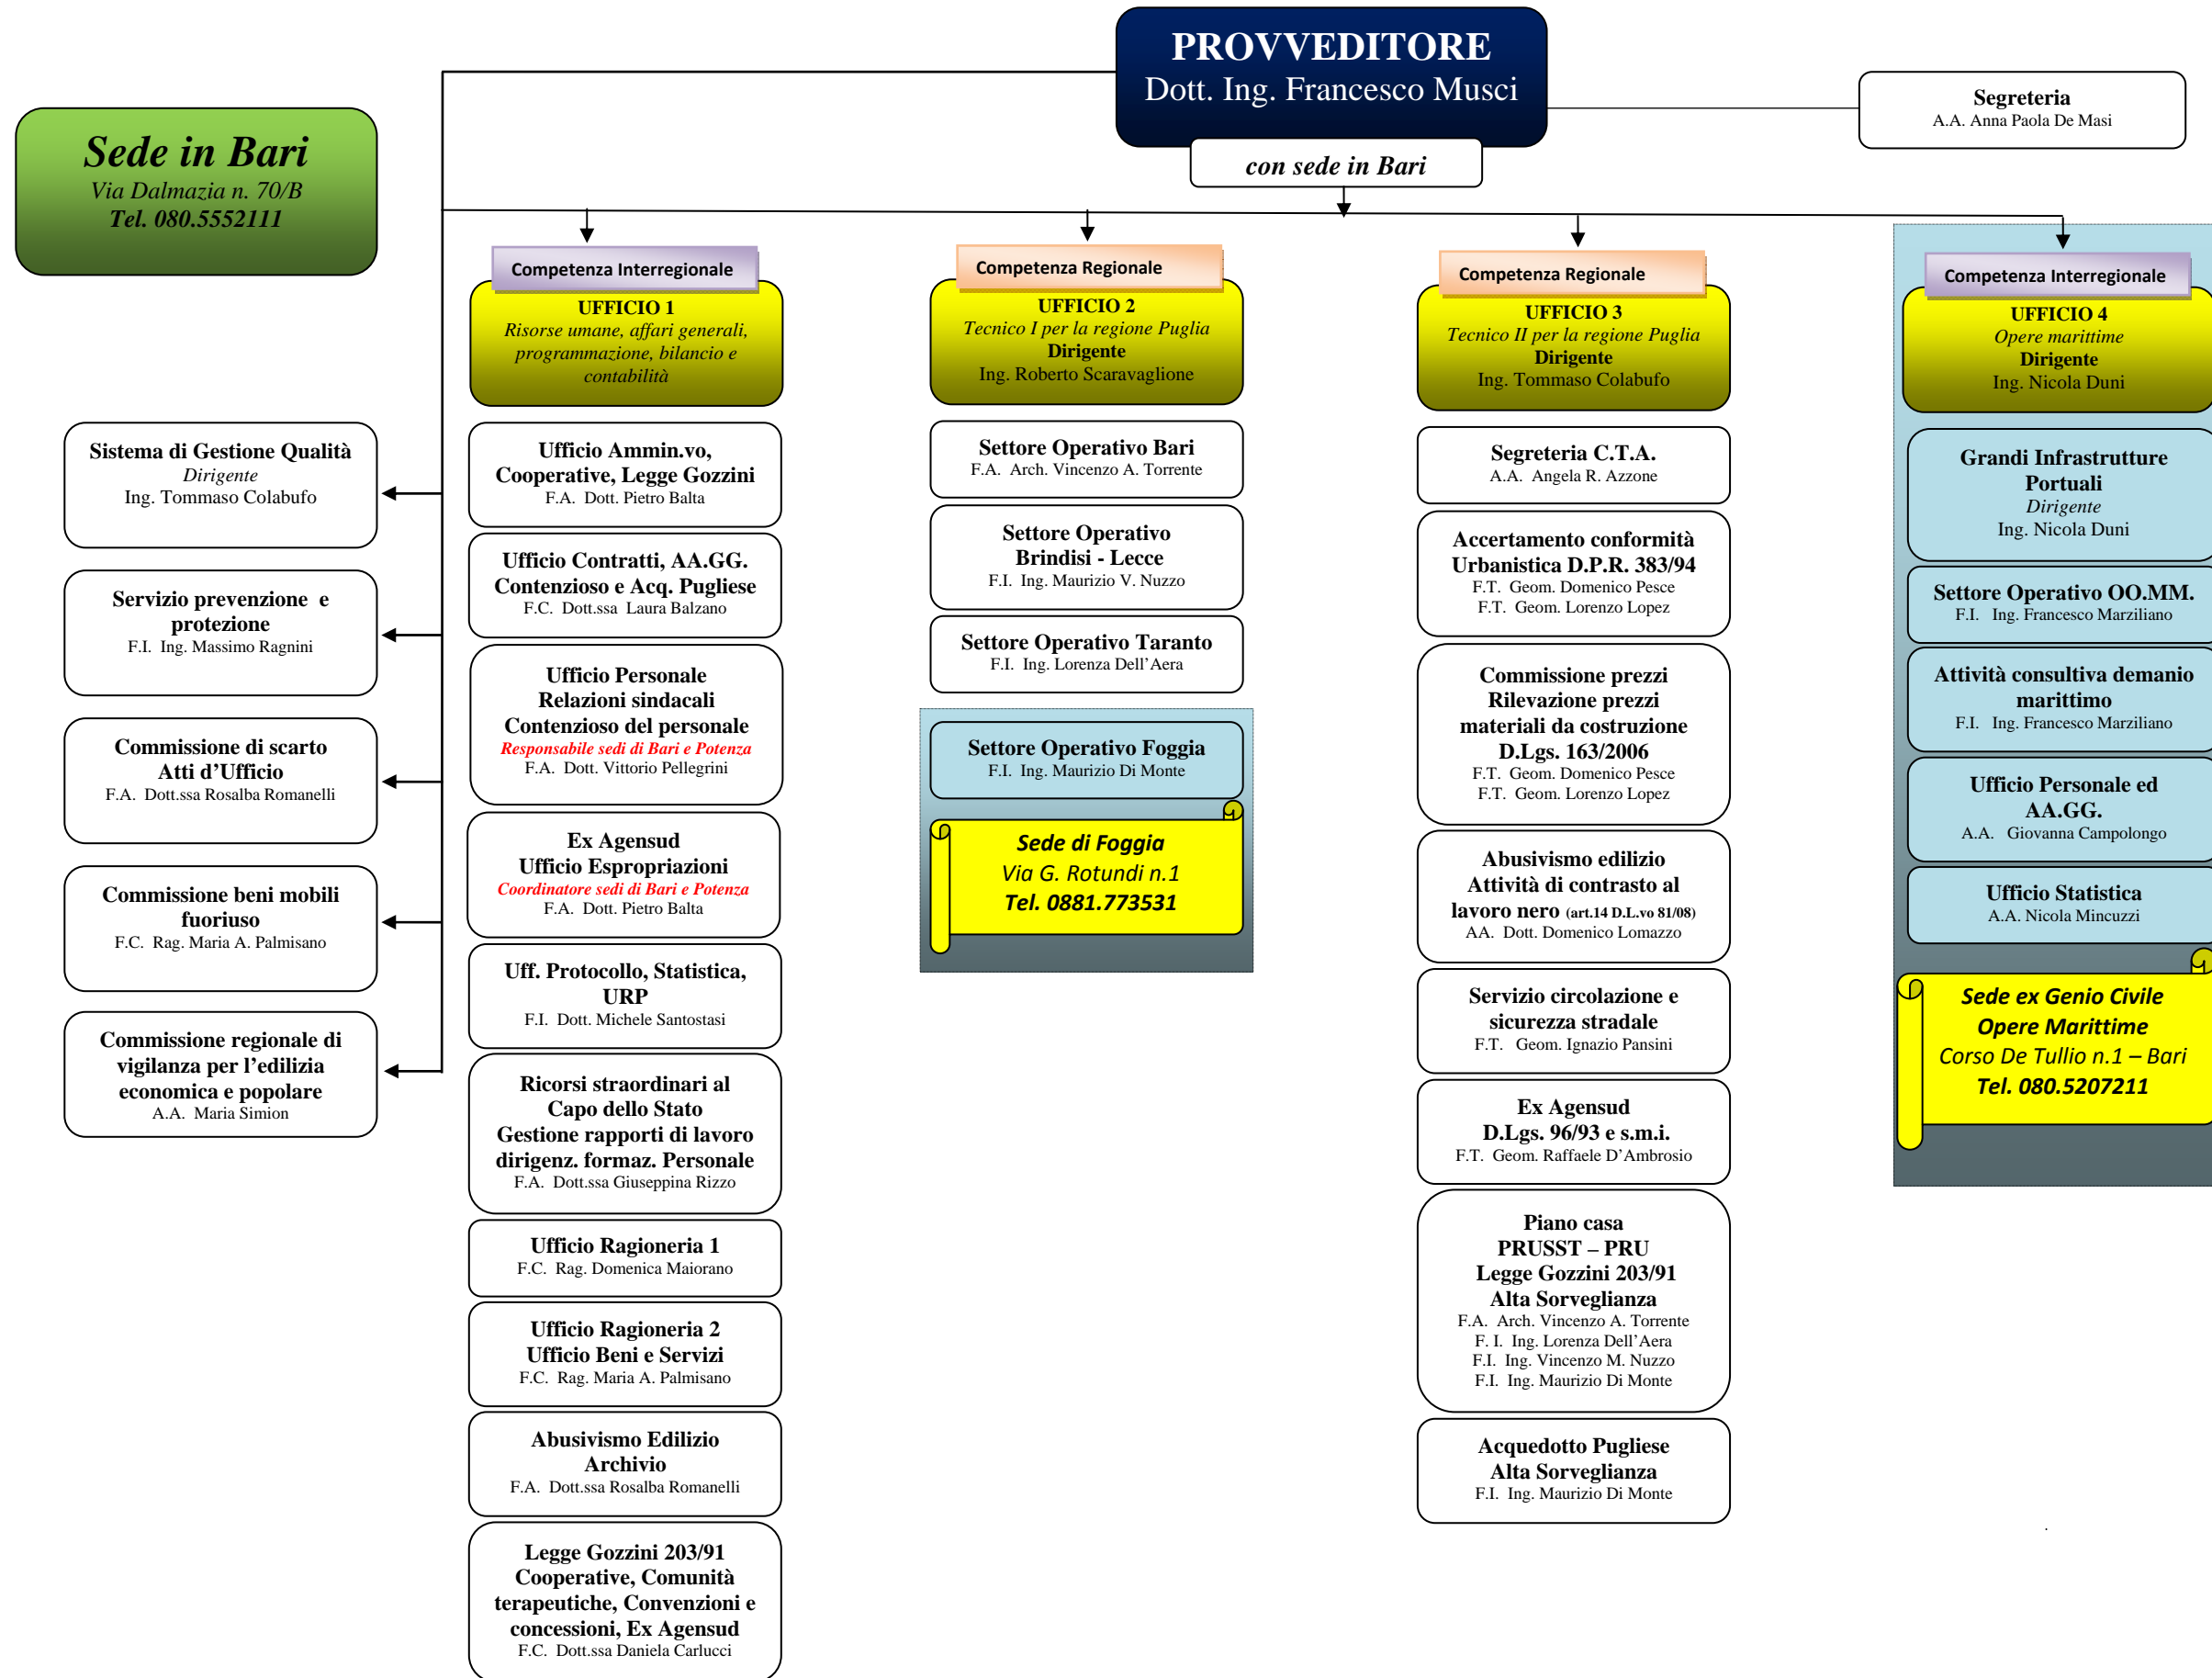 PROVVEDITORE
Dott. Ing. Francesco Musci
con sede in Bari
Segreteria
A.A. Anna Paola De Masi
Sede in Bari
Via Dalmazia n. 70/B
Tel. 080.5552111
Sistema di Gestione Qualità
Dirigente
Ing. Tommaso Colabufo
Servizio prevenzione e
protezione
F.I. Ing. Massimo Ragnini
Commissione di scarto
Atti d’Ufficio
F.A. Dott.ssa Rosalba Romanelli
Commissione beni mobili
fuoriuso
F.C. Rag. Maria A. Palmisano
Commissione regionale di
vigilanza per l’edilizia
economica e popolare
A.A. Maria Simion
Competenza Interregionale
UFFICIO 1
Risorse umane, affari generali,
programmazione, bilancio e
contabilità
Ufficio Ammin.vo,
Cooperative, Legge Gozzini
F.A. Dott. Pietro Balta
Ufficio Contratti, AA.GG.
Contenzioso e Acq. Pugliese
F.C. Dott.ssa Laura Balzano
Ufficio Personale
Relazioni sindacali
Contenzioso del personale
Responsabile sedi di Bari e Potenza
F.A. Dott. Vittorio Pellegrini
Ex Agensud
Ufficio Espropriazioni
Coordinatore sedi di Bari e Potenza
F.A. Dott. Pietro Balta
Uff. Protocollo, Statistica,
URP
F.I. Dott. Michele Santostasi
Ricorsi straordinari al
Capo dello Stato
Gestione rapporti di lavoro
dirigenz. formaz. Personale
F.A. Dott.ssa Giuseppina Rizzo
Ufficio Ragioneria 1
F.C. Rag. Domenica Maiorano
Ufficio Ragioneria 2
Ufficio Beni e Servizi
F.C. Rag. Maria A. Palmisano
Abusivismo Edilizio
Archivio
F.A. Dott.ssa Rosalba Romanelli
Legge Gozzini 203/91
Cooperative, Comunità
terapeutiche, Convenzioni e
concessioni, Ex Agensud
F.C. Dott.ssa Daniela Carlucci
Competenza Regionale
UFFICIO 2
Tecnico I per la regione Puglia
Dirigente
Ing. Roberto Scaravaglione
Settore Operativo Bari
F.A. Arch. Vincenzo A. Torrente
Settore Operativo
Brindisi - Lecce
F.I. Ing. Maurizio V. Nuzzo
Settore Operativo Taranto
F.I. Ing. Lorenza Dell’Aera
Settore Operativo Foggia
F.I. Ing. Maurizio Di Monte
Sede di Foggia
Via G. Rotundi n.1
Tel. 0881.773531
Competenza Regionale
UFFICIO 3
Tecnico II per la regione Puglia
Dirigente
Ing. Tommaso Colabufo
Segreteria C.T.A.
A.A. Angela R. Azzone
Accertamento conformità
Urbanistica D.P.R. 383/94
F.T. Geom. Domenico Pesce
F.T. Geom. Lorenzo Lopez
Commissione prezzi
Rilevazione prezzi
materiali da costruzione
D.Lgs. 163/2006
F.T. Geom. Domenico Pesce
F.T. Geom. Lorenzo Lopez
Abusivismo edilizio
Attività di contrasto al
lavoro nero (art.14 D.L.vo 81/08)
AA. Dott. Domenico Lomazzo
Servizio circolazione e
sicurezza stradale
F.T. Geom. Ignazio Pansini
Ex Agensud
D.Lgs. 96/93 e s.m.i.
F.T. Geom. Raffaele D’Ambrosio
Piano casa
PRUSST – PRU
Legge Gozzini 203/91
Alta Sorveglianza
F.A. Arch. Vincenzo A. Torrente
F. I. Ing. Lorenza Dell’Aera
F.I. Ing. Vincenzo M. Nuzzo
F.I. Ing. Maurizio Di Monte
Acquedotto Pugliese
Alta Sorveglianza
F.I. Ing. Maurizio Di Monte
Competenza Interregionale
UFFICIO 4
Opere marittime
Dirigente
Ing. Nicola Duni
Grandi Infrastrutture
Portuali
Dirigente
Ing. Nicola Duni
Settore Operativo OO.MM.
F.I. Ing. Francesco Marziliano
Attività consultiva demanio
marittimo
F.I. Ing. Francesco Marziliano
Ufficio Personale ed
AA.GG.
A.A. Giovanna Campolongo
Ufficio Statistica
A.A. Nicola Mincuzzi
Sede ex Genio Civile
Opere Marittime
Corso De Tullio n.1 – Bari
Tel. 080.5207211
.